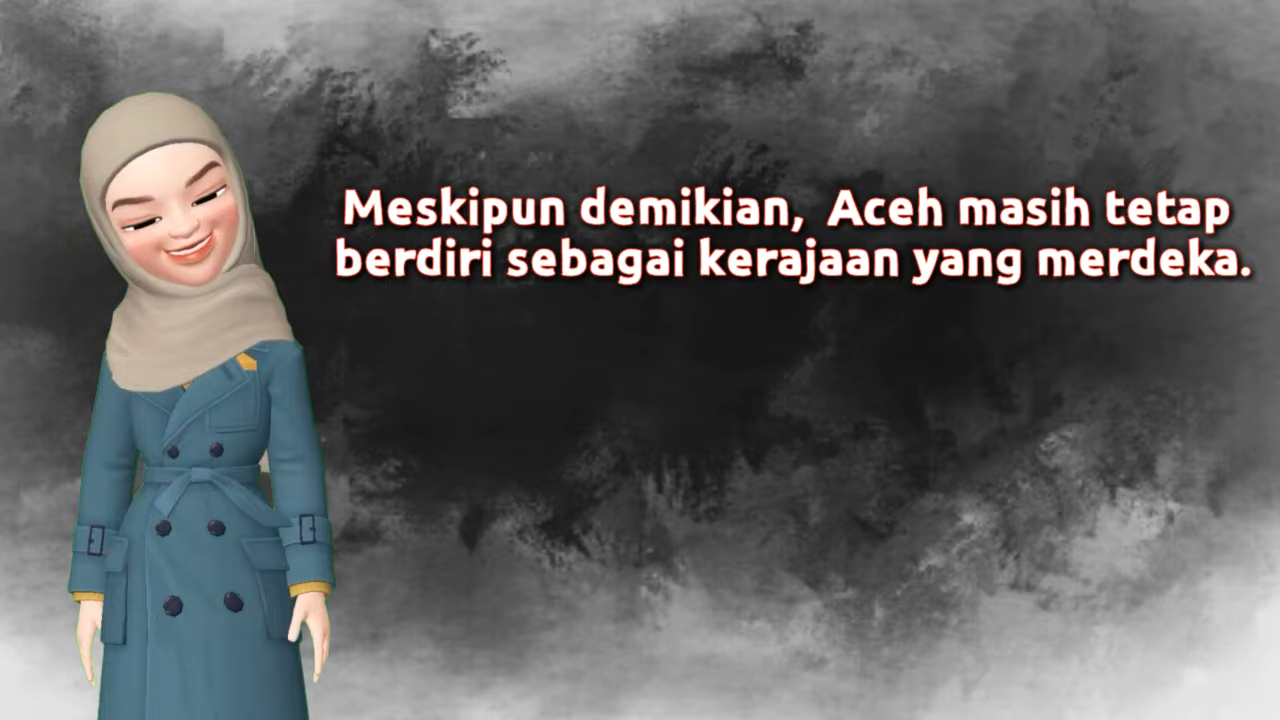 Meskipun demikian, Aceh masih tetap
berdiri sebagai kerajaan yang merdeka.